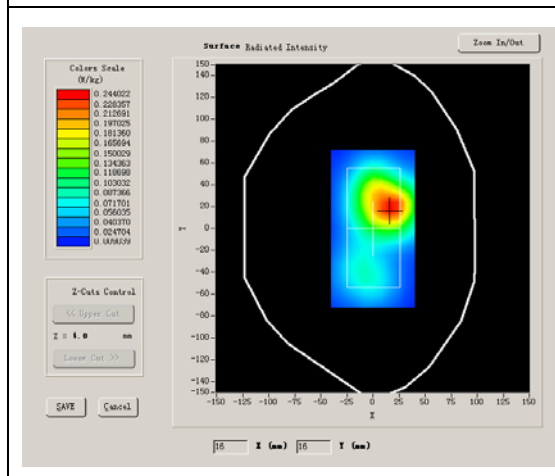 Surface Radiated Intensity
Zoom In/Out
Colors Scale
(W/kg)
0.244022
0.228357
0.212691
0.197025
0.181360
0.165694
0.150029
0.134363
0.118698
0.103032
0.087366
0.071701
0.056035
0.040370
0.024704
0.009039
Z-Cuts Control
<< Upper Cut
Z = 4.0 mm
Lower Cut >>
SAVE
Cancel
150
140
120
100
80
60
40
20
0
-20
-40
-60
-80
-100
-120
-140
-150
Y
-150 -125 -100 -75 -50 -25 0 25 50 75 100 125 150
X
16 X (mm) 16 Y (mm)